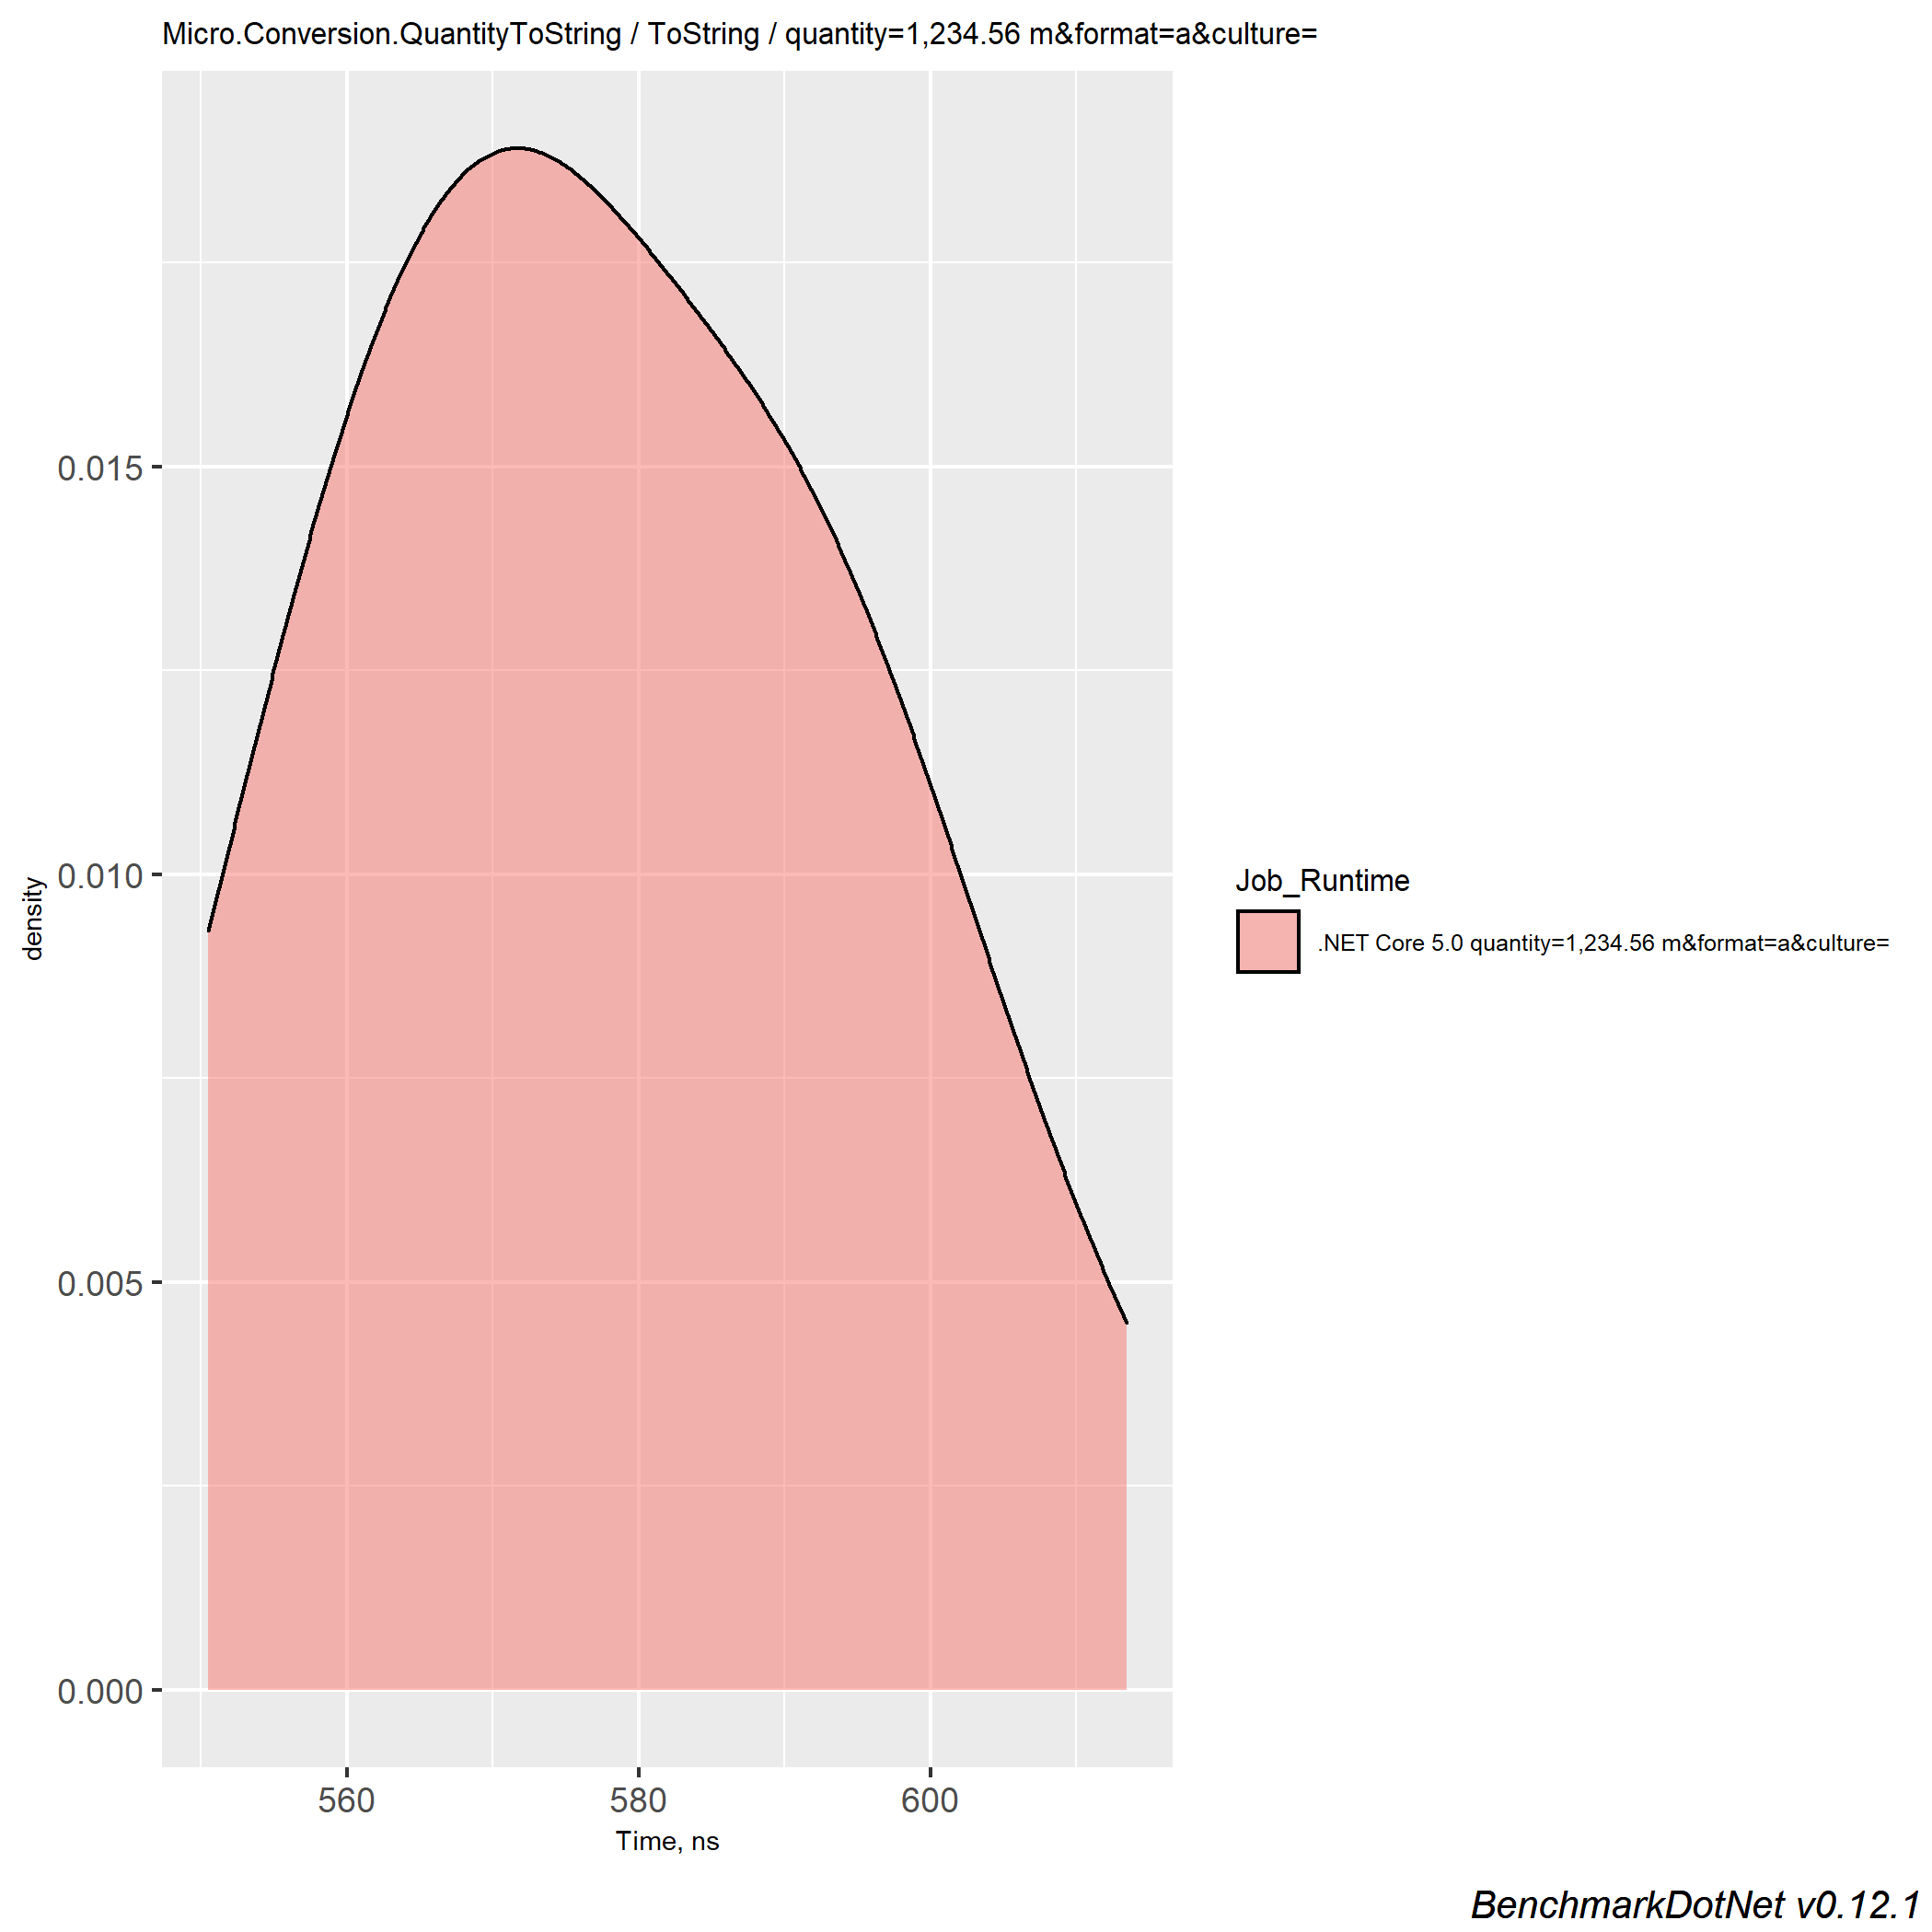 Micro.Conversion.QuantityToString / ToString / quantity=1,234.56 m&format=a&culture=
0.015
0.010
0.005
0.000
density
560 580 600
Time, ns
Job_Runtime
.NET Core 5.0 quantity=1,234.56 m&format=a&culture=
BenchmarkDotNet v0.12.1